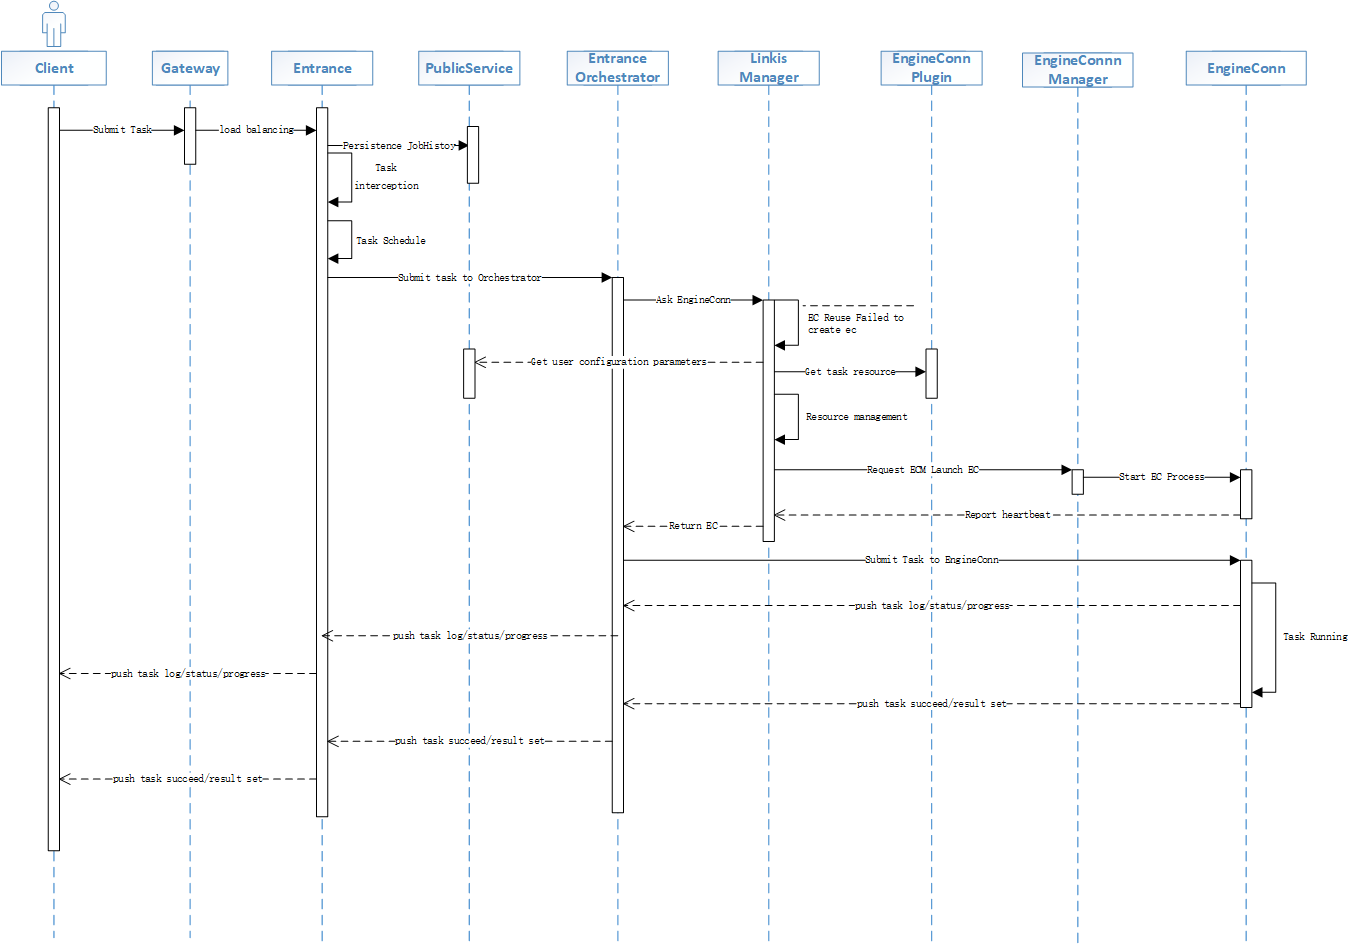 Client
Gateway
Entrance
PublicService
Entrance
Orchestrator
Linkis
Manager
EngineConn
Plugin
EngineConnn
Manager
EngineConn
Submit Task
load balancing
Persistence JobHistoy
Task
interception
Task Schedule
Submit task to Orchestrator
Ask EngineConn
EC Reuse Failed to
create ec
Get user configuration parameters
Get task resource
Resource management
Request ECM Launch EC
Start EC Process
Report heartbeat
Return EC
Submit Task to EngineConn
push task log/status/progress
push task log/status/progress
Task Running
push task log/status/progress
push task succeed/result set
push task succeed/result set
push task succeed/result set